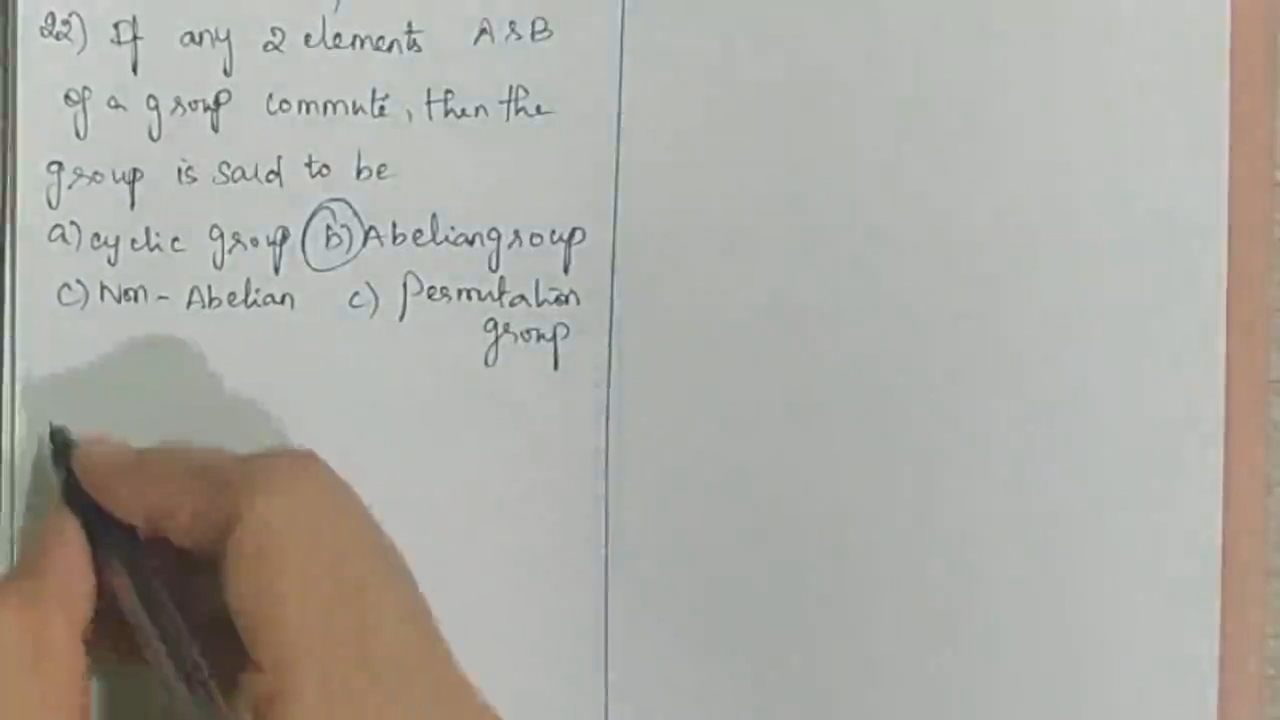 22) If any 2 elements A & B
of a group commute, then the
group is said to be
a) cyclic group b) Abelian group
c) Non - Abelian c) Permutation
group